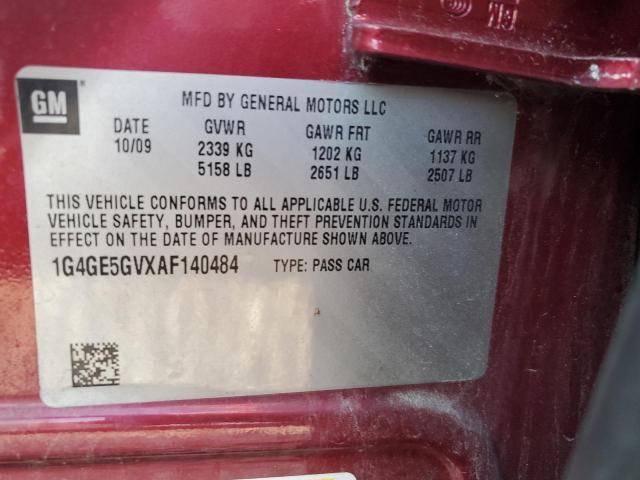 GM
MFD BY GENERAL MOTORS LLC
DATE GVWR GAWR FRT GAWR RR
10/09 2339 KG 1202 KG 1137 KG
5158 LB 2651 LB 2507 LB
THIS VEHICLE CONFORMS TO ALL APPLICABLE U.S. FEDERAL MOTOR
VEHICLE SAFETY, BUMPER, AND THEFT PREVENTION STANDARDS IN
EFFECT ON THE DATE OF MANUFACTURE SHOWN ABOVE.
1G4GE5GVXAF140484 TYPE: PASS CAR